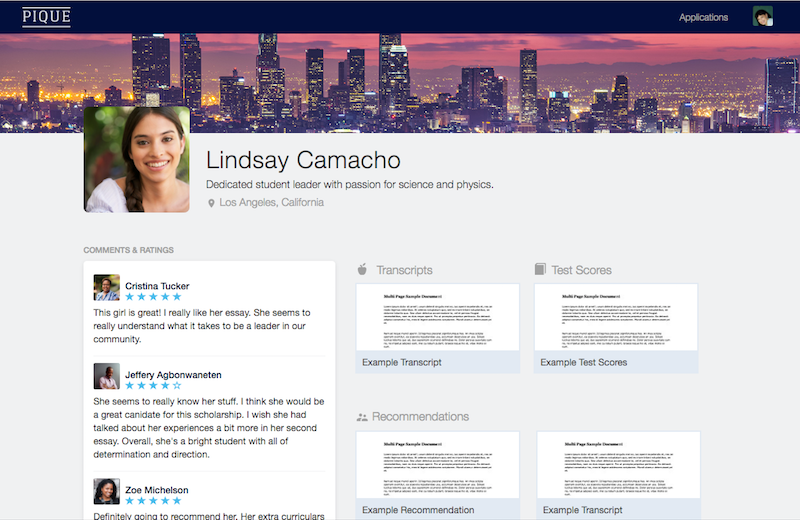 PIQUE
Applications
Lindsay Camacho
Dedicated student leader with passion for science and physics.
Los Angeles, California
COMMENTS & RATINGS
Cristina Tucker
This girl is great! I really like her essay. She seems to
really understand what it takes to be a leader in our
community.
Jeffery Agbonwaneten
She seems to really know her stuff. I think she would be
a great canidate for this scholarship. I wish she had
talked about her experiences a bit more in her second
essay. Overall, she's a bright student with all of
determination and direction.
Zoe Michelson
Definitely going to recommend her. Her extra curriculars
Transcripts
Multi-Page Sample Document
Example Transcript
Test Scores
Multi-Page Sample Document
Example Test Scores
Recommendations
Multi-Page Sample Document
Example Recommendation
Multi-Page Sample Document
Example Transcript